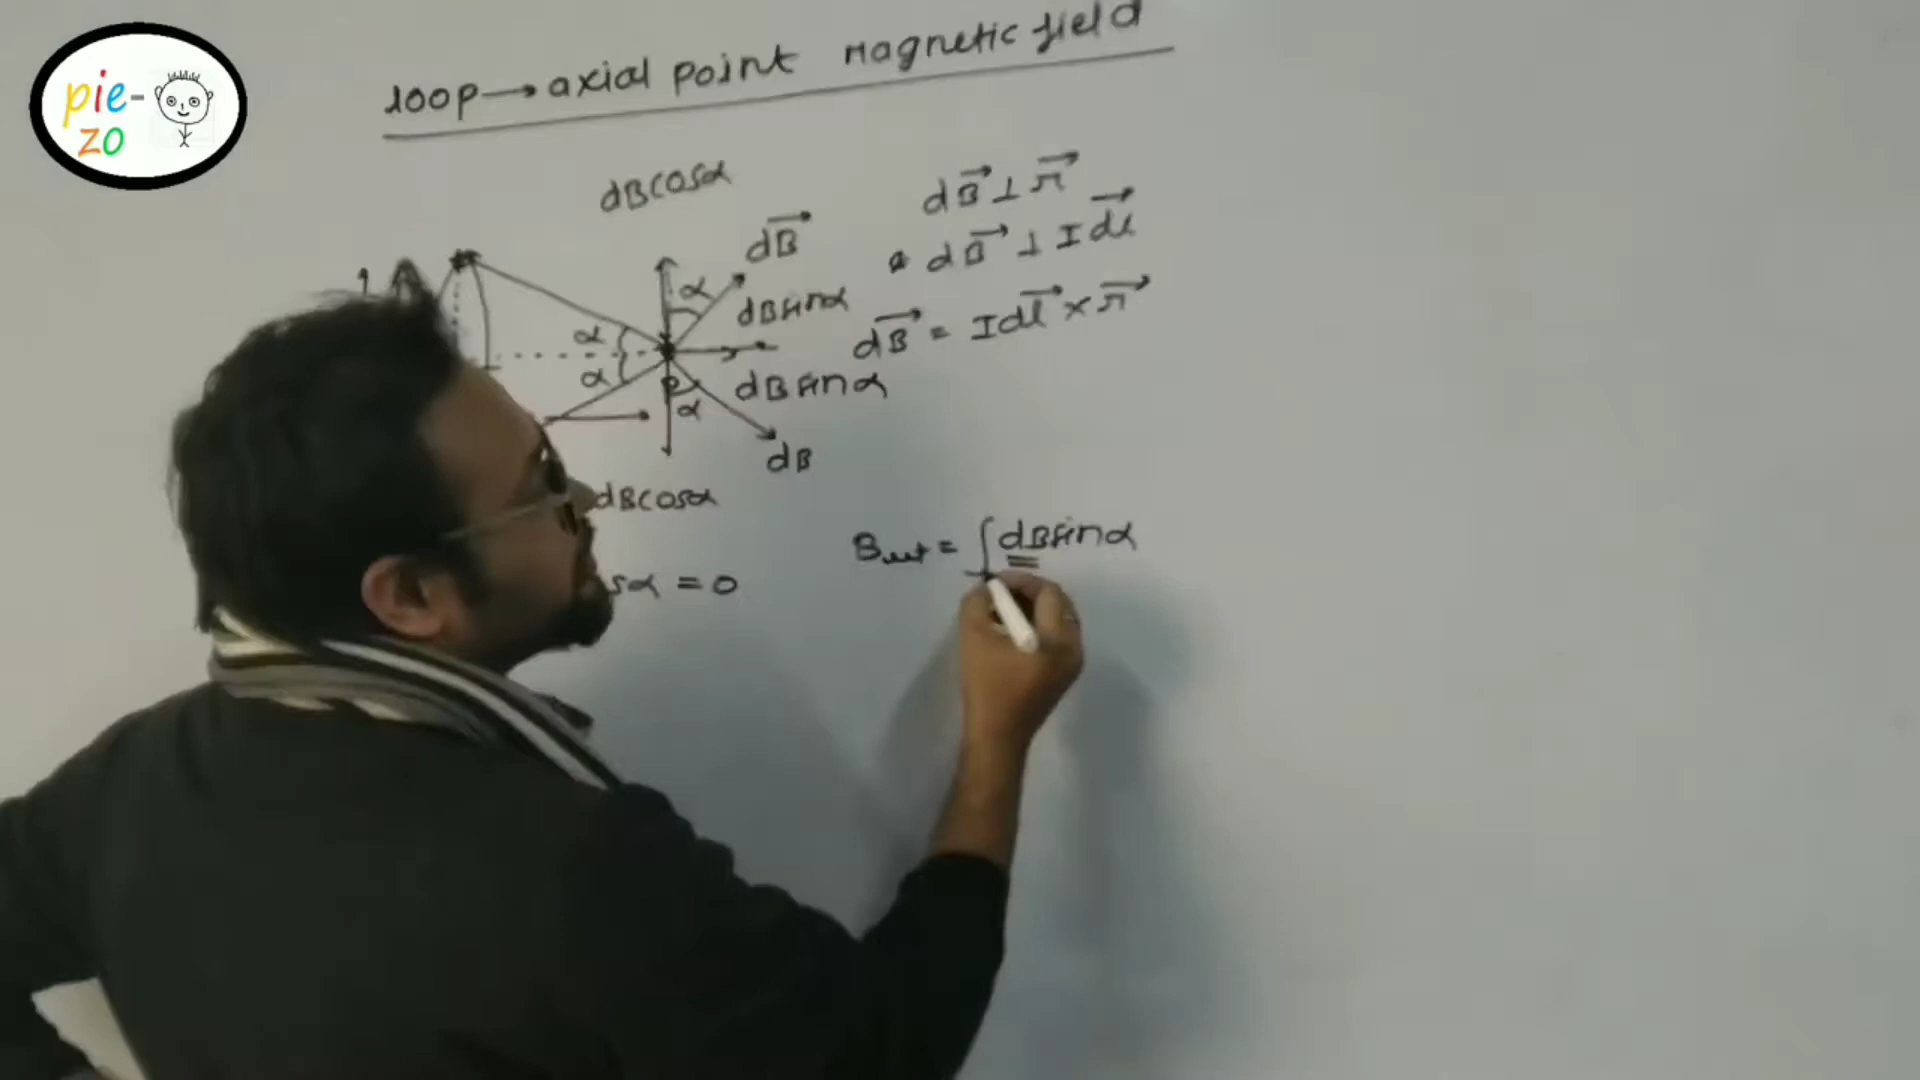 pie-
zo
loop → axial point magnetic field
dBcosα
dB⃗ ⊥ r⃗
dB⃗
dB⃗ ⊥ I dl⃗
α
dBsinα
dB⃗ = Idl⃗ × r⃗
α
α
P
α
dBsinα
dB
dBcosα
Bnet = ∫dBsinα
sα = 0